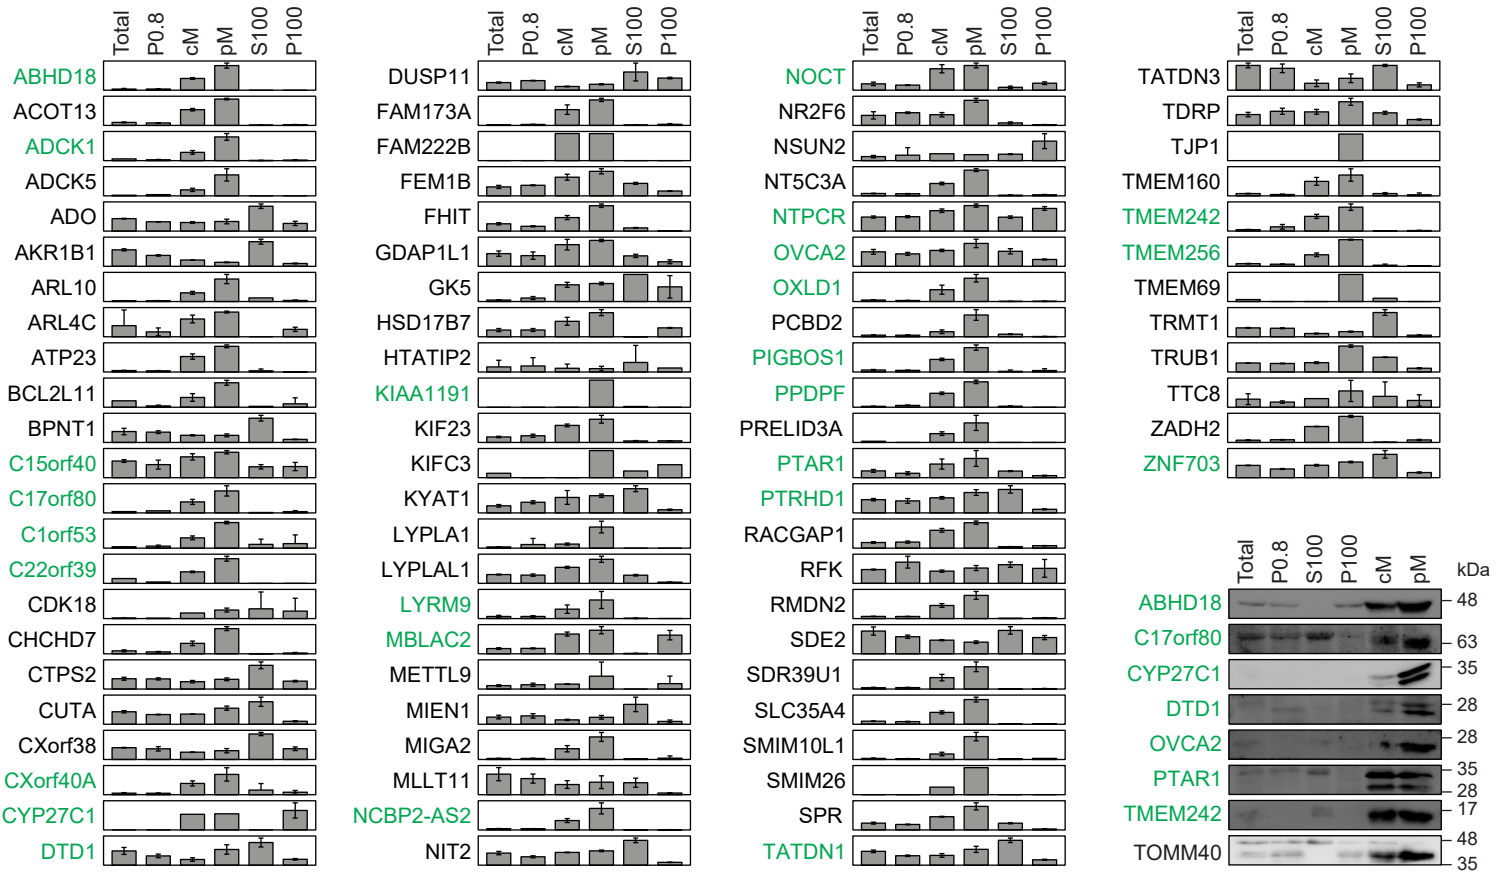 Total P0.8 cM pM S100 P100
ABHD18
ACOT13
ADCK1
ADCK5
ADO
AKR1B1
ARL10
ARL4C
ATP23
BCL2L11
BPNT1
C15orf40
C17orf80
C1orf53
C22orf39
CDK18
CHCHD7
CTPS2
CUTA
CXorf38
CXorf40A
CYP27C1
DTD1
Total P0.8 cM pM S100 P100
DUSP11
FAM173A
FAM222B
FEM1B
FHIT
GDAP1L1
GK5
HSD17B7
HTATIP2
KIAA1191
KIF23
KIFC3
KYAT1
LYPLA1
LYPLAL1
LYRM9
MBLAC2
METTL9
MIEN1
MIGA2
MLLT11
NCBP2-AS2
NIT2
Total P0.8 cM pM S100 P100
NOCT
NR2F6
NSUN2
NT5C3A
NTPCR
OVCA2
OXLD1
PCBD2
PIGBOS1
PPDPF
PRELID3A
PTAR1
PTRHD1
RACGAP1
RFK
RMDN2
SDE2
SDR39U1
SLC35A4
SMIM10L1
SMIM26
SPR
TATDN1
Total P0.8 cM pM S100 P100
TATDN3
TDRP
TJP1
TMEM160
TMEM242
TMEM256
TMEM69
TRMT1
TRUB1
TTC8
ZADH2
ZNF703
Total P0.8 S100 P100 cM pM kDa
ABHD18 48
C17orf80 63
CYP27C1 35
DTD1 28
OVCA2 28
PTAR1 35
28
TMEM242 17
TOMM40 48
35